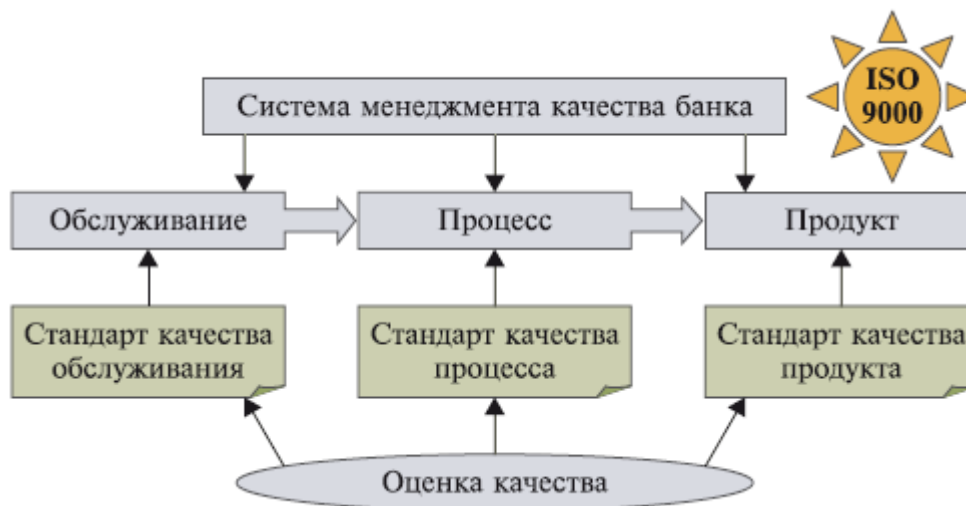 ISO
9000
Система менеджмента качества банка
Обслуживание
Процесс
Продукт
Стандарт качества
обслуживания
Стандарт качества
процесса
Стандарт качества
продукта
Оценка качества